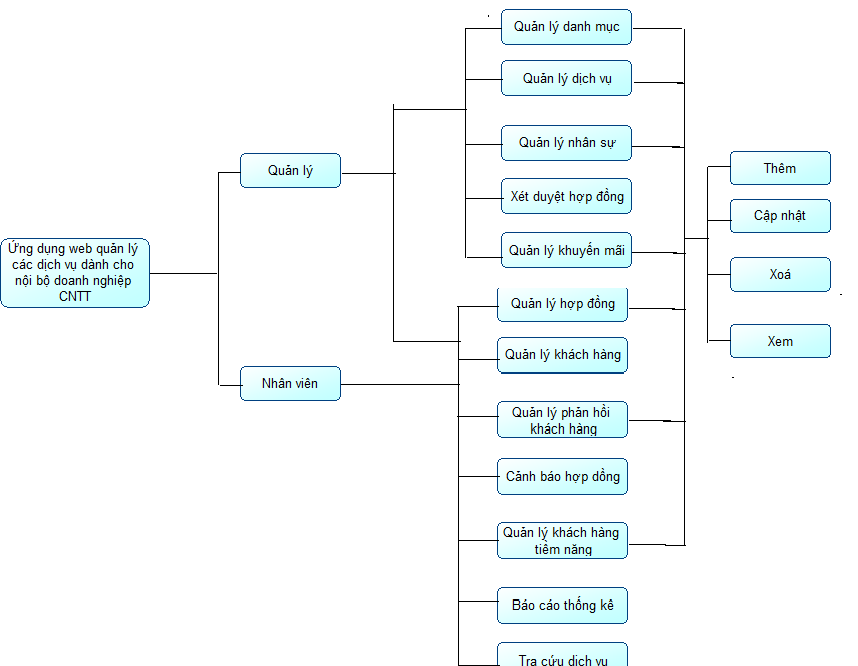 Ứng dụng web quản lý
các dịch vụ dành cho
nội bộ doanh nghiệp
CNTT
Quản lý
Nhân viên
Quản lý danh mục
Quản lý dịch vụ
Quản lý nhân sự
Xét duyệt hợp đồng
Quản lý khuyến mãi
Quản lý hợp đồng
Quản lý khách hàng
Quản lý phản hồi
khách hàng
Cảnh báo hợp dồng
Quản lý khách hàng
tiềm năng
Báo cáo thống kê
Tra cứu dịch vụ
Thêm
Cập nhật
Xoá
Xem